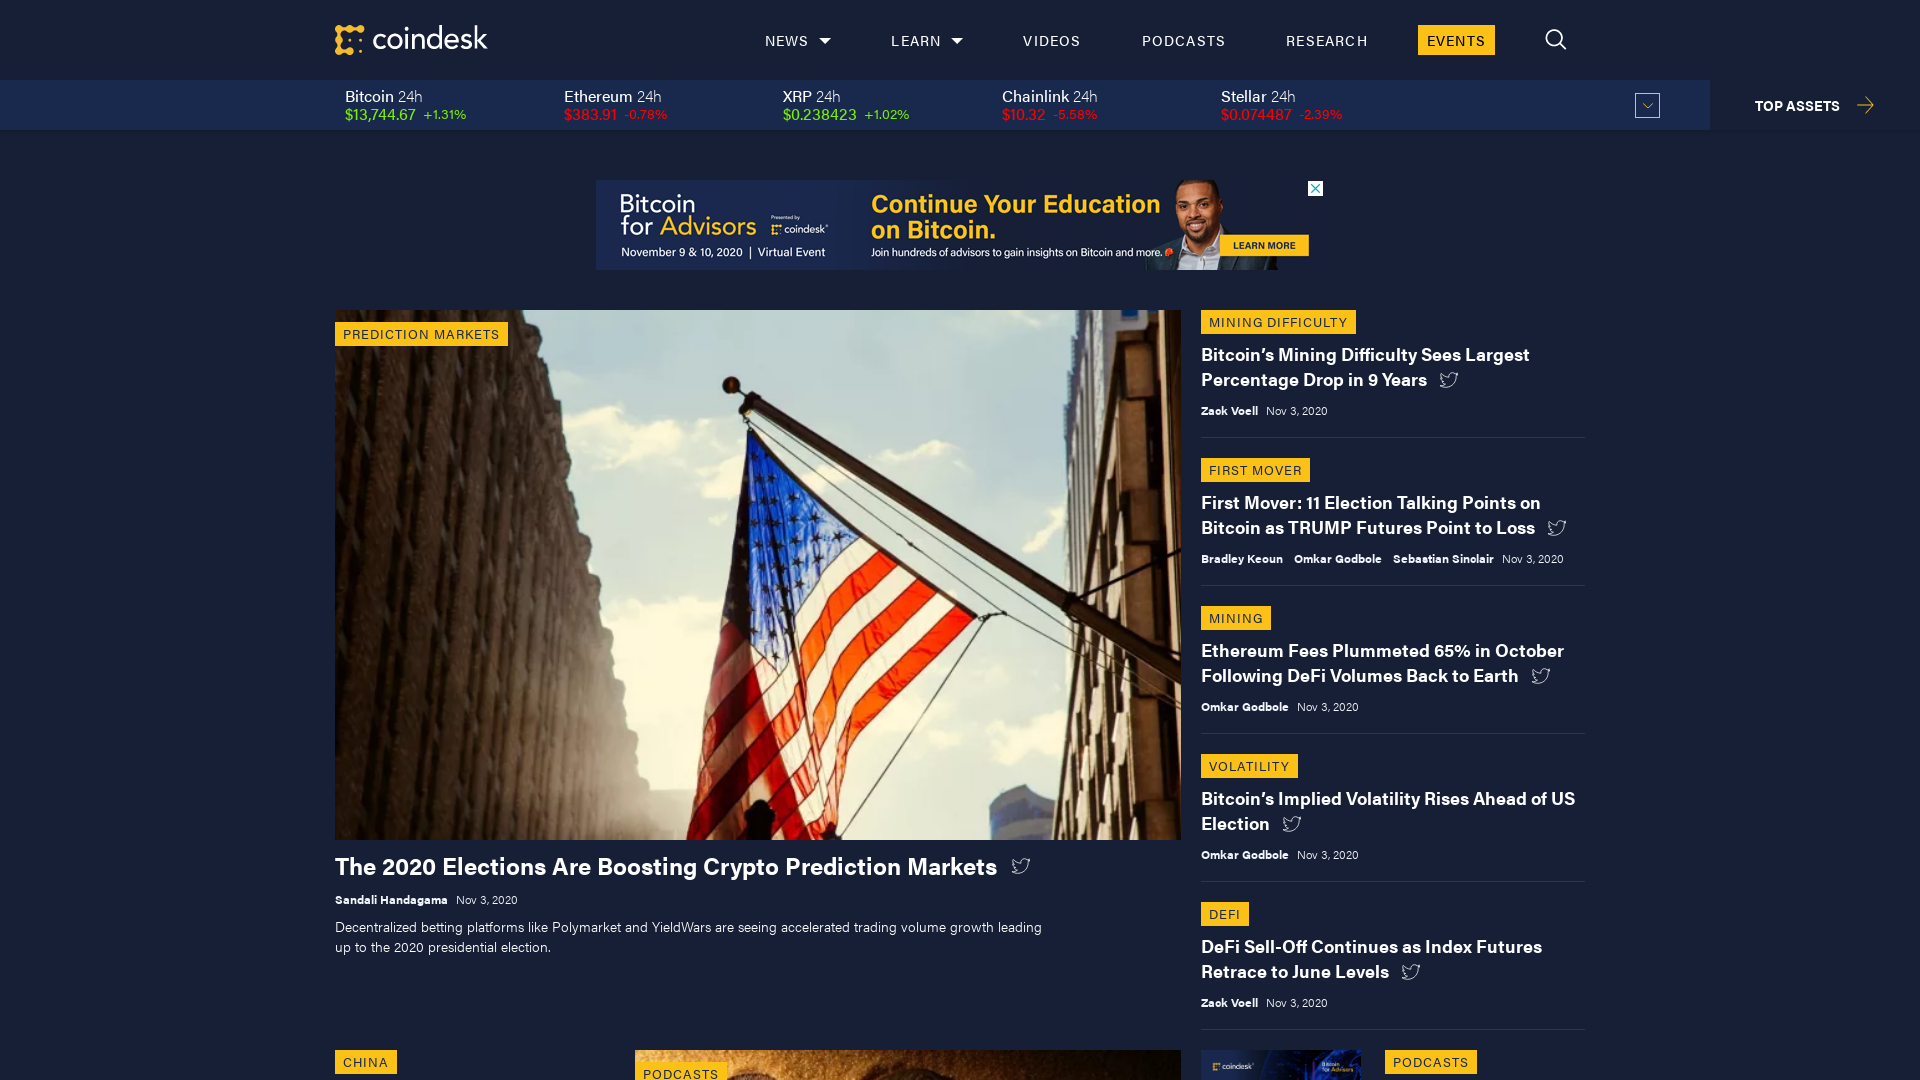 coindesk
NEWS
LEARN
VIDEOS
PODCASTS
RESEARCH
EVENTS
Bitcoin 24h
$13,744.67 +1.31%
Ethereum 24h
$383.91 -0.78%
XRP 24h
$0.238423 +1.02%
Chainlink 24h
$10.32 -5.58%
Stellar 24h
$0.074487 -2.39%
TOP ASSETS
Bitcoin
for Advisors
Presented by
coindesk
November 9 & 10, 2020 | Virtual Event
Continue Your Education
on Bitcoin.
Join hundreds of advisors to gain insights on Bitcoin and more.
LEARN MORE
PREDICTION MARKETS
The 2020 Elections Are Boosting Crypto Prediction Markets
Sandali Handagama Nov 3, 2020
Decentralized betting platforms like Polymarket and YieldWars are seeing accelerated trading volume growth leading
up to the 2020 presidential election.
MINING DIFFICULTY
Bitcoin’s Mining Difficulty Sees Largest
Percentage Drop in 9 Years
Zack Voell Nov 3, 2020
FIRST MOVER
First Mover: 11 Election Talking Points on
Bitcoin as TRUMP Futures Point to Loss
Bradley Keoun Omkar Godbole Sebastian Sinclair Nov 3, 2020
MINING
Ethereum Fees Plummeted 65% in October
Following DeFi Volumes Back to Earth
Omkar Godbole Nov 3, 2020
VOLATILITY
Bitcoin’s Implied Volatility Rises Ahead of US
Election
Omkar Godbole Nov 3, 2020
DEFI
DeFi Sell-Off Continues as Index Futures
Retrace to June Levels
Zack Voell Nov 3, 2020
CHINA
PODCASTS
coindesk
Bitcoin
for Advisors
PODCASTS